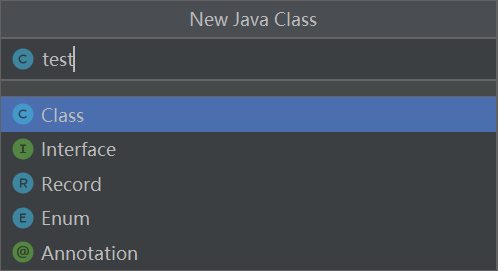 New Java Class
C test
C Class
I Interface
R Record
E Enum
@ Annotation